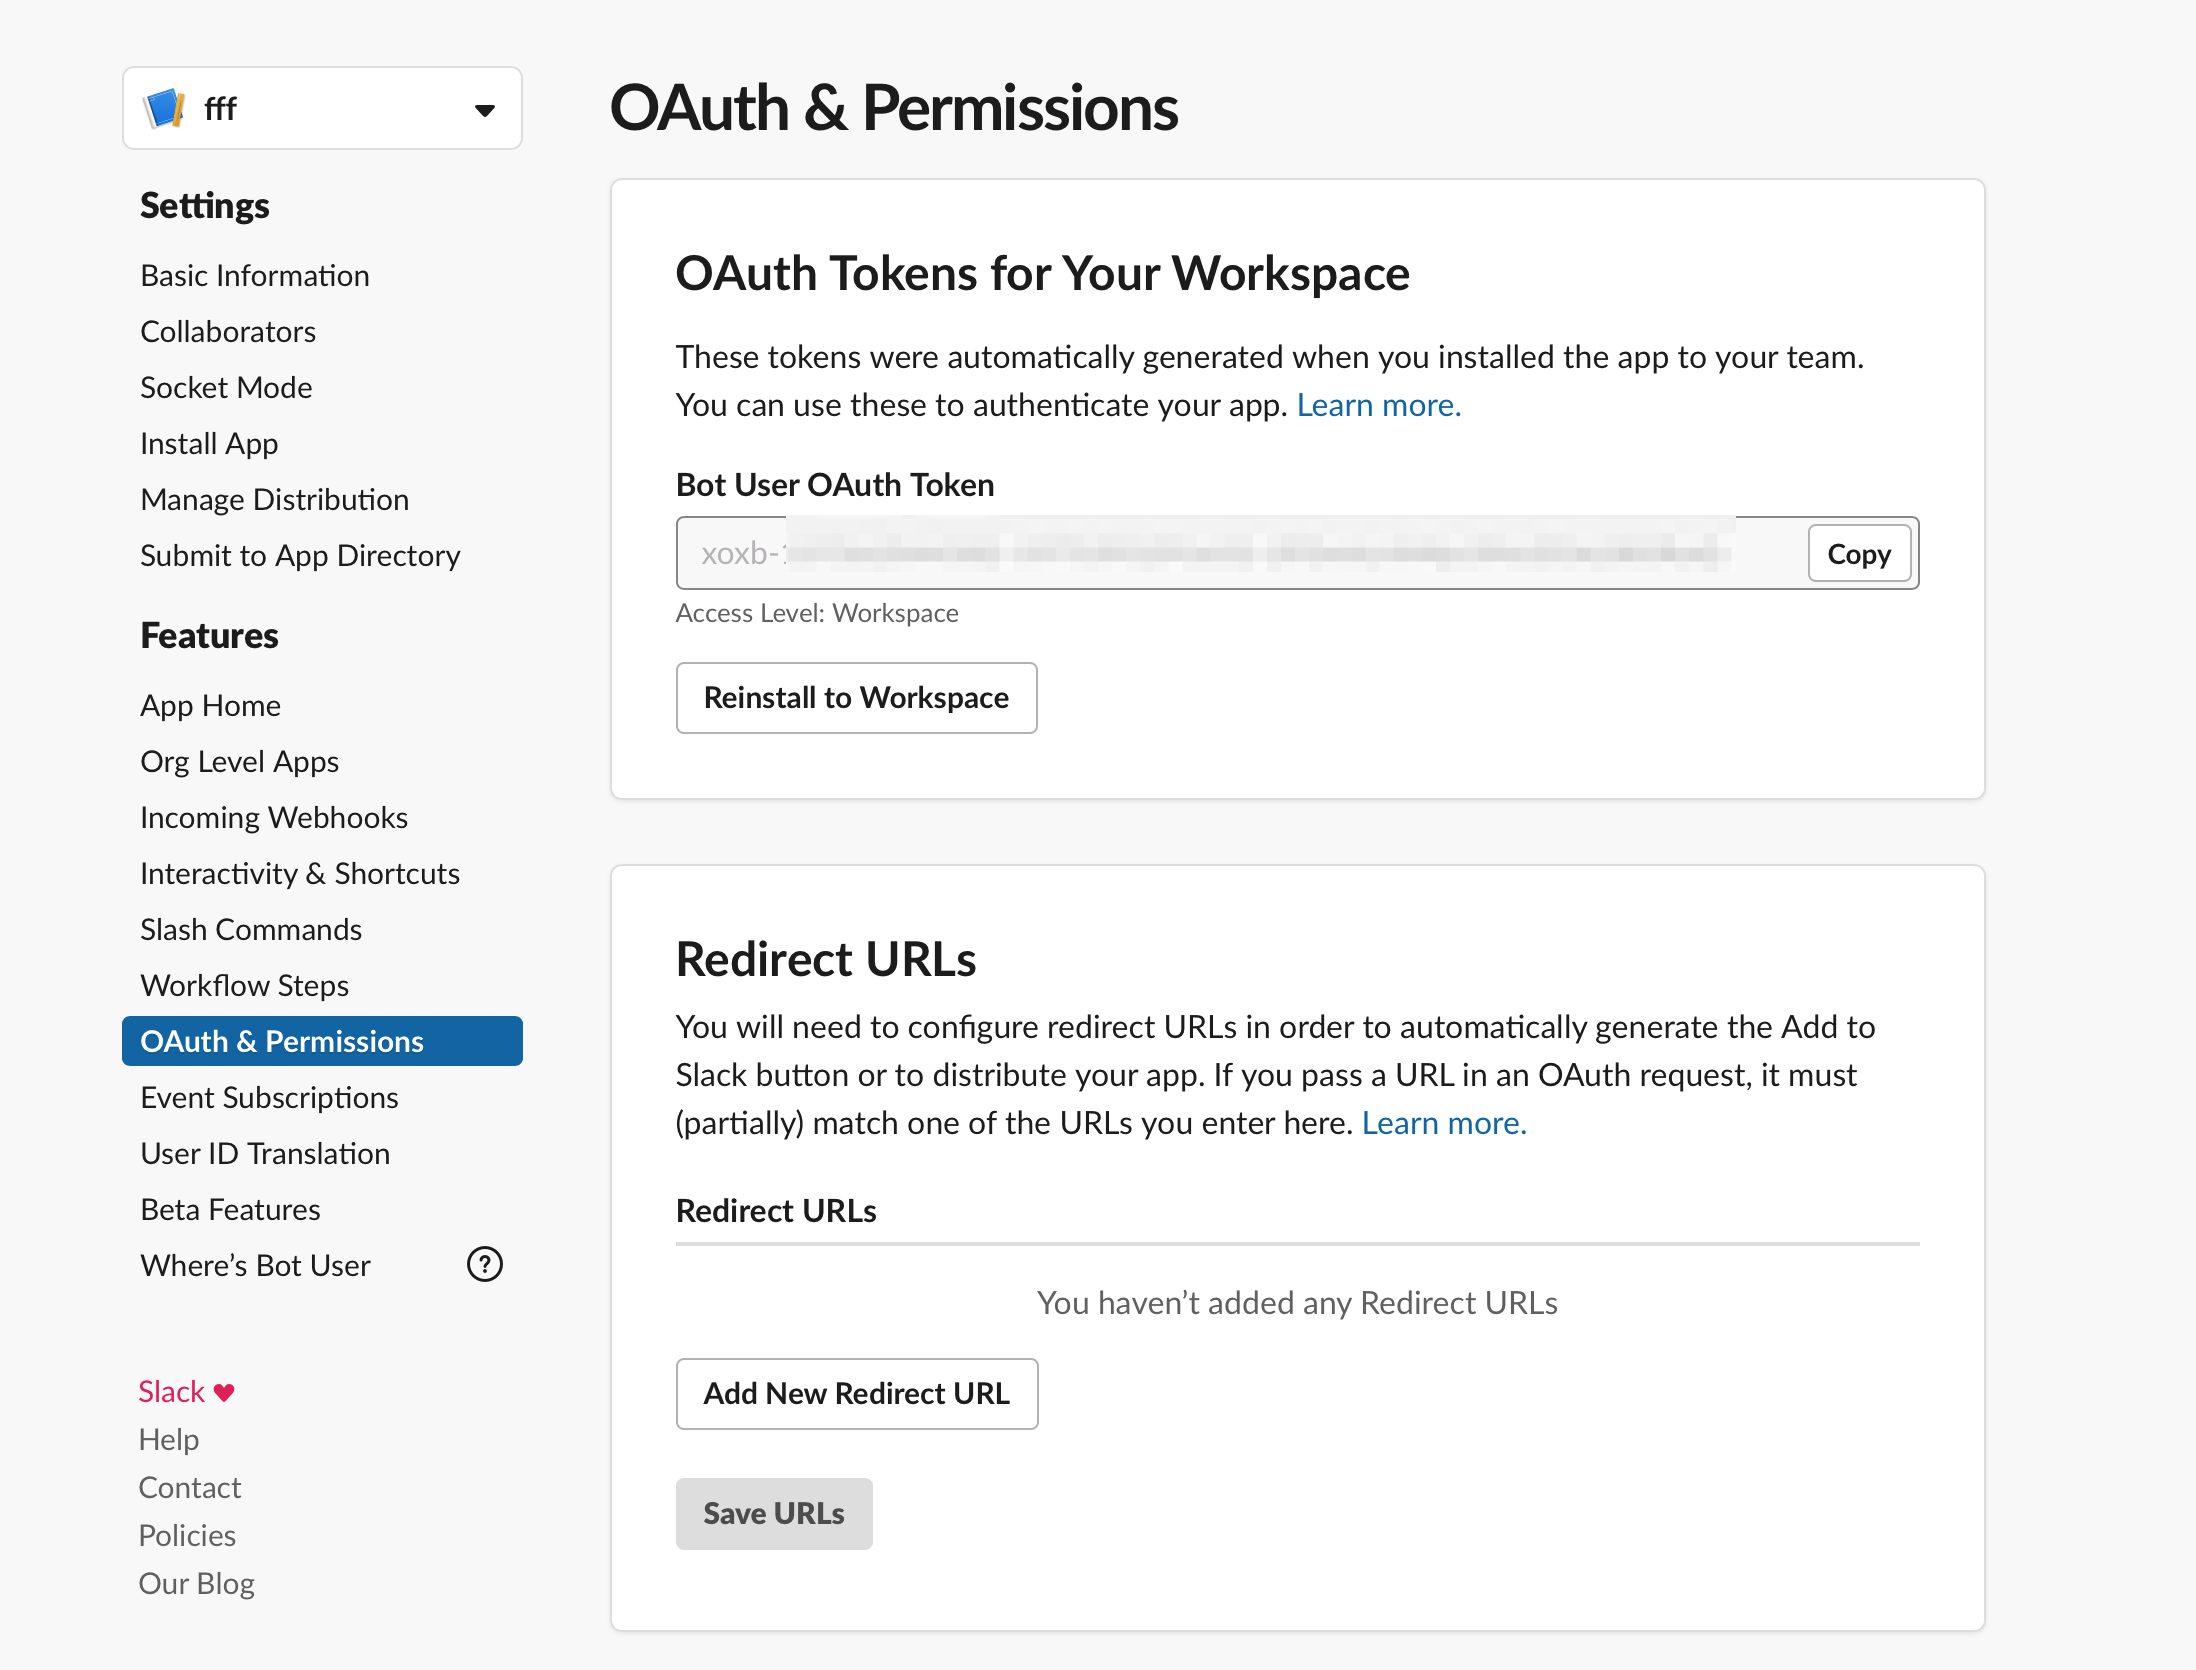 fff
Settings
Basic Information
Collaborators
Socket Mode
Install App
Manage Distribution
Submit to App Directory
Features
App Home
Org Level Apps
Incoming Webhooks
Interactivity & Shortcuts
Slash Commands
Workflow Steps
OAuth & Permissions
Event Subscriptions
User ID Translation
Beta Features
Where’s Bot User
?
Slack ♥
Help
Contact
Policies
Our Blog
OAuth & Permissions
OAuth Tokens for Your Workspace
These tokens were automatically generated when you installed the app to your team.
You can use these to authenticate your app. Learn more.
Bot User OAuth Token
xoxb-
Copy
Access Level: Workspace
Reinstall to Workspace
Redirect URLs
You will need to configure redirect URLs in order to automatically generate the Add to
Slack button or to distribute your app. If you pass a URL in an OAuth request, it must
(partially) match one of the URLs you enter here. Learn more.
Redirect URLs
You haven’t added any Redirect URLs
Add New Redirect URL
Save URLs